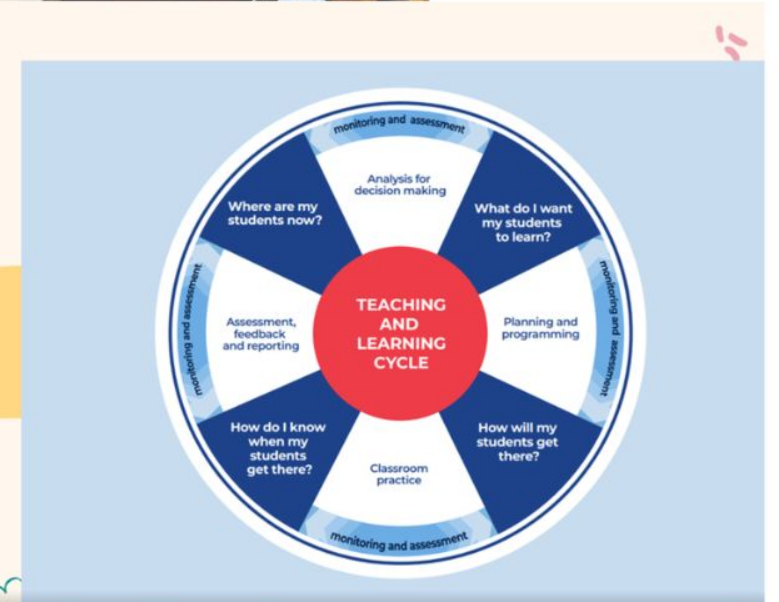 monitoring and assessment
Analysis for
decision making
Where are my
students now?
What do I want
my students
to learn?
monitoring and assessment
monitoring and assessment
TEACHING
AND
LEARNING
CYCLE
Assessment,
feedback
and reporting
Planning and
programming
How do I know
when my
students
get there?
How will my
students get
there?
Classroom
practice
monitoring and assessment